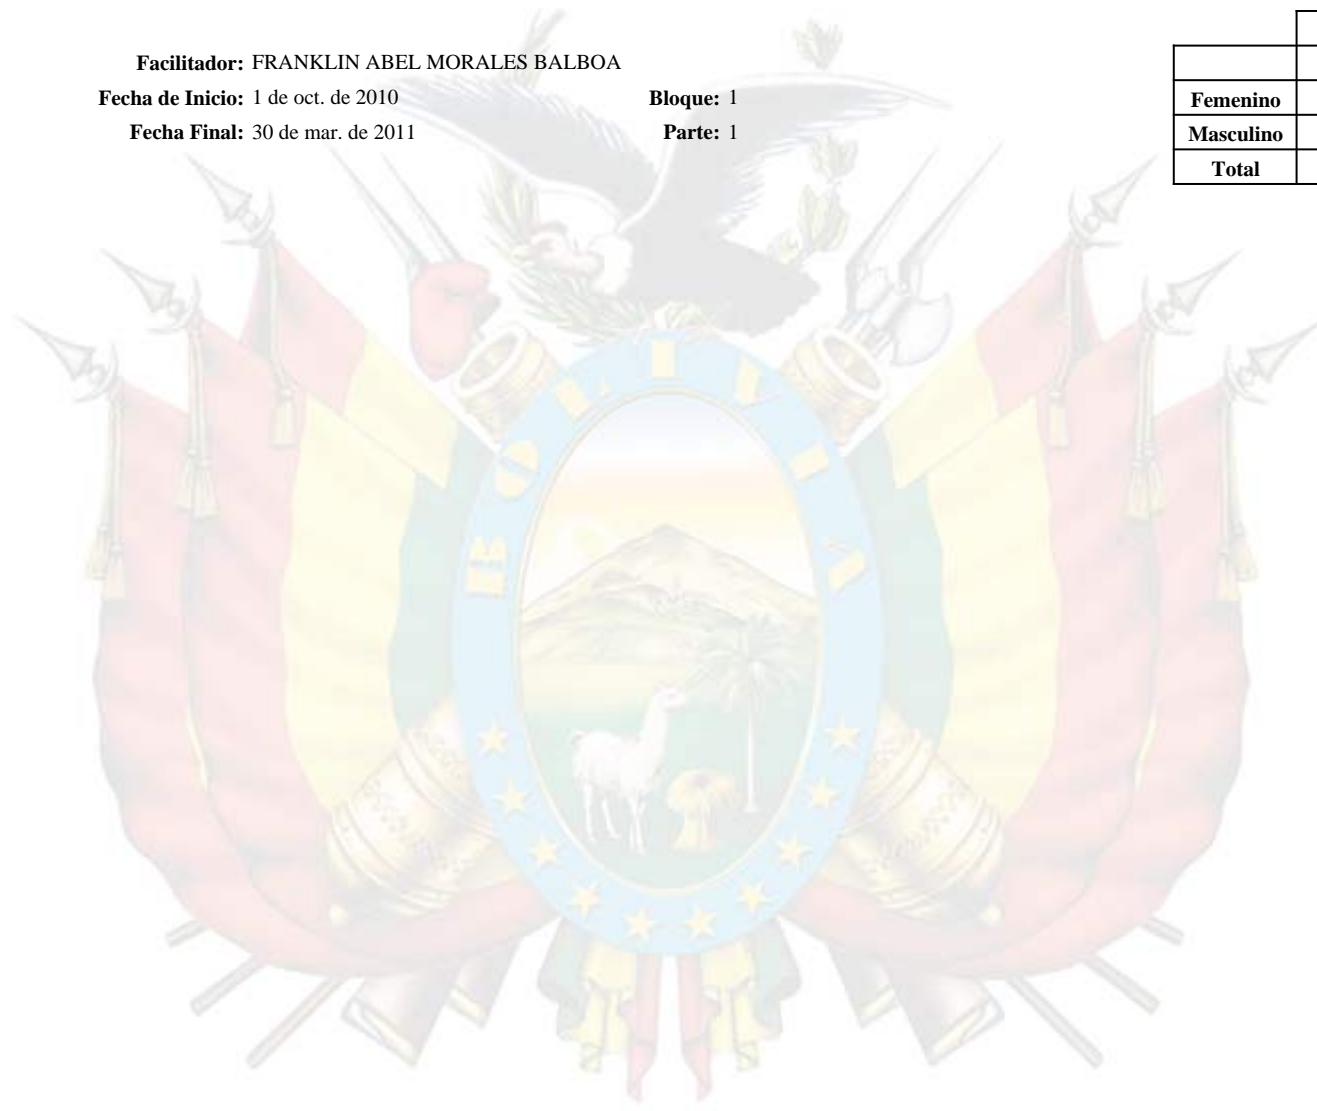 Facilitador: FRANKLIN ABEL MORALES BALBOA
Fecha de Inicio: 1 de oct. de 2010 Bloque: 1
Fecha Final: 30 de mar. de 2011 Parte: 1
Femenino
Masculino
Total
BOLIVIA